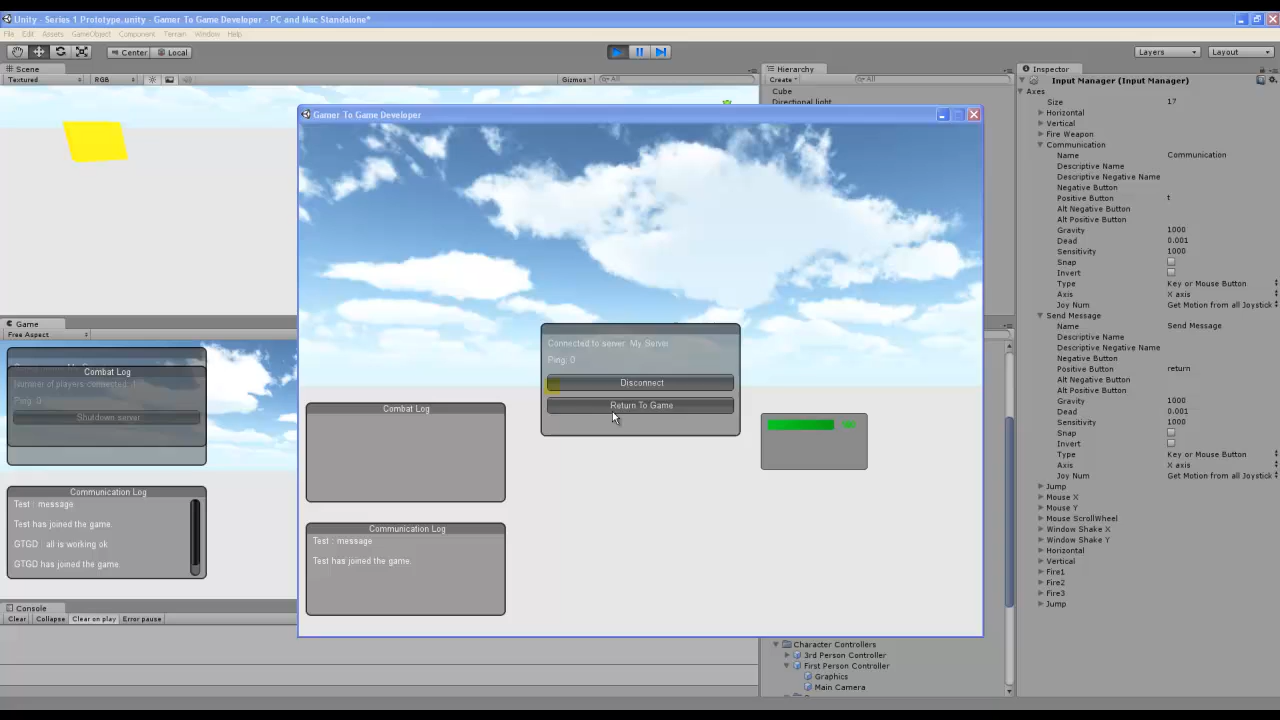 Unity - Series 1 Prototype.unity - Gamer To Game Developer - PC and Mac Standalone*
File Edit Assets GameObject Component Terrain Window Help
Center Local Layers Layout
Scene
Textured RGB Gizmos All
Hierarchy
Create All
Cube
Directional light
Inspector
Input Manager (Input Manager)
Axes
Size 17
Horizontal
Vertical
Fire Weapon
Communication
Name Communication
Descriptive Name
Descriptive Negative Name
Negative Button
Positive Button t
Alt Negative Button
Alt Positive Button
Gravity 1000
Dead 0.001
Sensitivity 1000
Snap
Invert
Type Key or Mouse Button
Axis X axis
Joy Num Get Motion from all Joystick
Send Message
Name Send Message
Descriptive Name
Descriptive Negative Name
Negative Button
Positive Button return
Alt Negative Button
Alt Positive Button
Gravity 1000
Dead 0.001
Sensitivity 1000
Snap
Invert
Type Key or Mouse Button
Axis X axis
Joy Num Get Motion from all Joystick
Jump
Mouse X
Mouse Y
Mouse ScrollWheel
Window Shake X
Window Shake Y
Horizontal
Vertical
Fire1
Fire2
Fire3
Jump
Gamer To Game Developer
Connected to server: My Server
Ping: 0
Disconnect
Return To Game
Combat Log
Communication Log
Test : message
Test has joined the game.
Game
Free Aspect
Combat Log
Number of players connected: 1
Ping: 0
Shutdown server
Communication Log
Test : message
Test has joined the game.
GTGD : all is working ok
GTGD has joined the game.
Console
Clear Collapse Clear on play Error pause
Character Controllers
3rd Person Controller
First Person Controller
Graphics
Main Camera